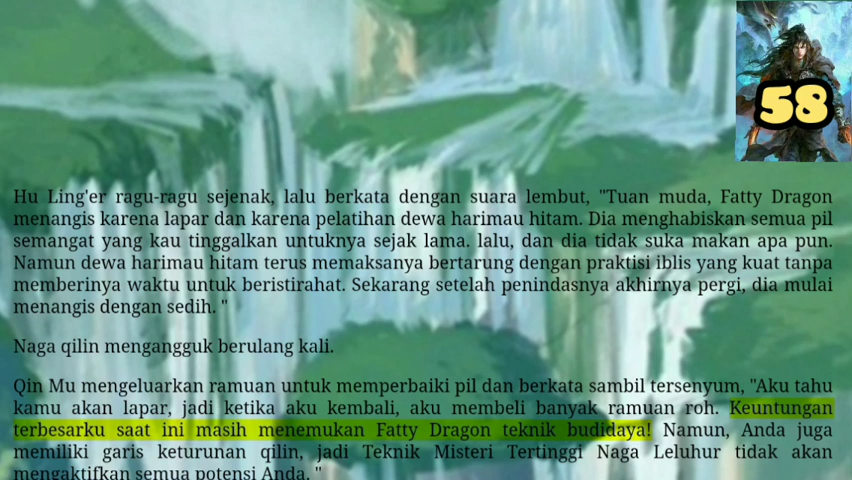 58
Hu Ling'er ragu-ragu sejenak, lalu berkata dengan suara lembut, "Tuan muda, Fatty Dragon
menangis karena lapar dan karena pelatihan dewa harimau hitam. Dia menghabiskan semua pil
semangat yang kau tinggalkan untuknya sejak lama. lalu, dan dia tidak suka makan apa pun.
Namun dewa harimau hitam terus memaksanya bertarung dengan praktisi iblis yang kuat tanpa
memberinya waktu untuk beristirahat. Sekarang setelah penindasnya akhirnya pergi, dia mulai
menangis dengan sedih. "
Naga qilin mengangguk berulang kali.
Qin Mu mengeluarkan ramuan untuk memperbaiki pil dan berkata sambil tersenyum, "Aku tahu
kamu akan lapar, jadi ketika aku kembali, aku membeli banyak ramuan roh. Keuntungan
terbesarku saat ini masih menemukan Fatty Dragon teknik budidaya! Namun, Anda juga
memiliki garis keturunan qilin, jadi Teknik Misteri Tertinggi Naga Leluhur tidak akan
mengaktifkan semua potensi Anda. "